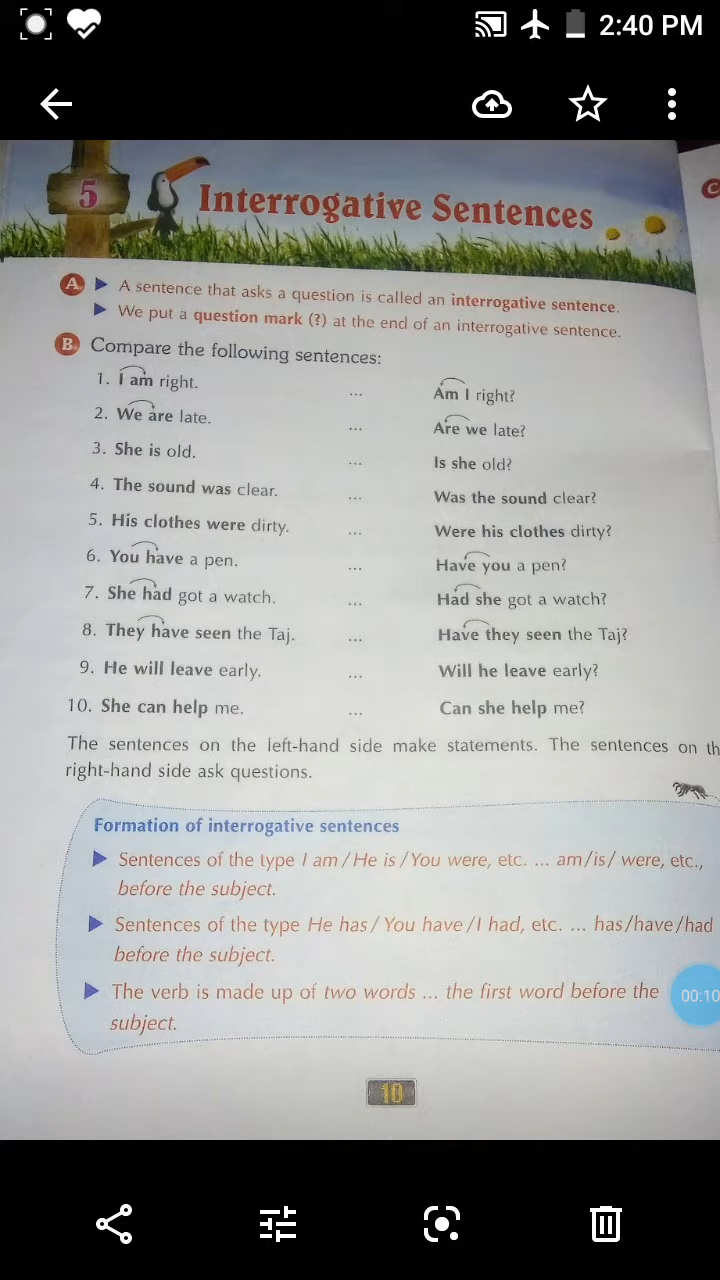 2:40 PM
5
Interrogative Sentences
C
A ▶ A sentence that asks a question is called an interrogative sentence.
▶ We put a question mark (?) at the end of an interrogative sentence.
B Compare the following sentences:
1. I am right. ... Am I right?
2. We are late. ... Are we late?
3. She is old. ... Is she old?
4. The sound was clear. ... Was the sound clear?
5. His clothes were dirty. ... Were his clothes dirty?
6. You have a pen. ... Have you a pen?
7. She had got a watch. ... Had she got a watch?
8. They have seen the Taj. ... Have they seen the Taj?
9. He will leave early. ... Will he leave early?
10. She can help me. ... Can she help me?
The sentences on the left-hand side make statements. The sentences on th
right-hand side ask questions.
Formation of interrogative sentences
▶ Sentences of the type I am/He is/You were, etc. ... am/is/were, etc.,
before the subject.
▶ Sentences of the type He has/You have/I had, etc. ... has/have/had
before the subject.
▶ The verb is made up of two words ... the first word before the
subject.
00:10
10